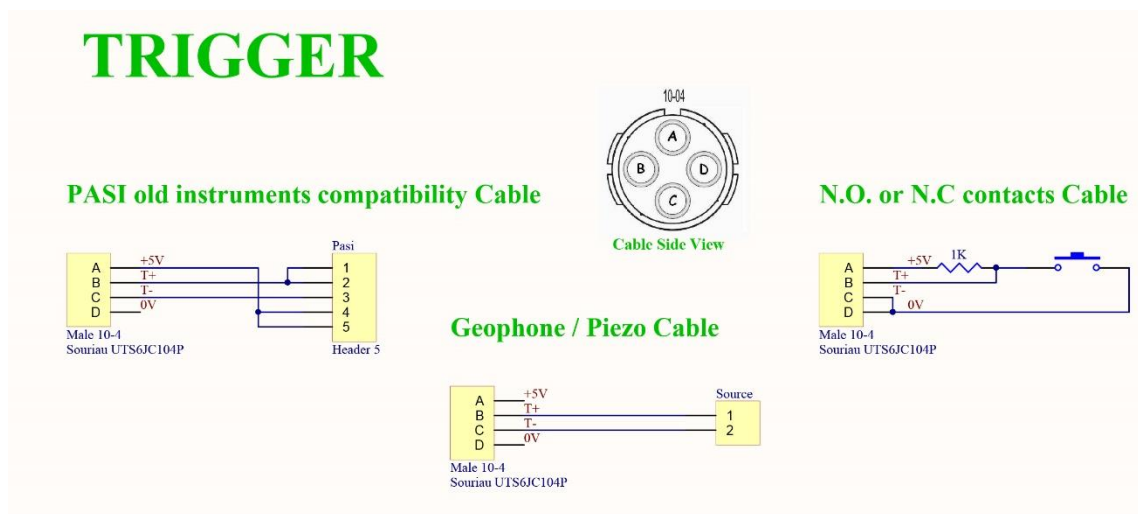 TRIGGER
10-04
A
B
D
C
Cable Side View
PASI old instruments compatibility Cable
A +5V
B T+
C T-
D 0V
Male 10-4
Souriau UTS6JC104P
Pasi
1
2
3
4
5
Header 5
Geophone / Piezo Cable
A +5V
B T+
C T-
D 0V
Male 10-4
Souriau UTS6JC104P
Source
1
2
N.O. or N.C contacts Cable
A +5V 1K
B T+
C T-
D 0V
Male 10-4
Souriau UTS6JC104P